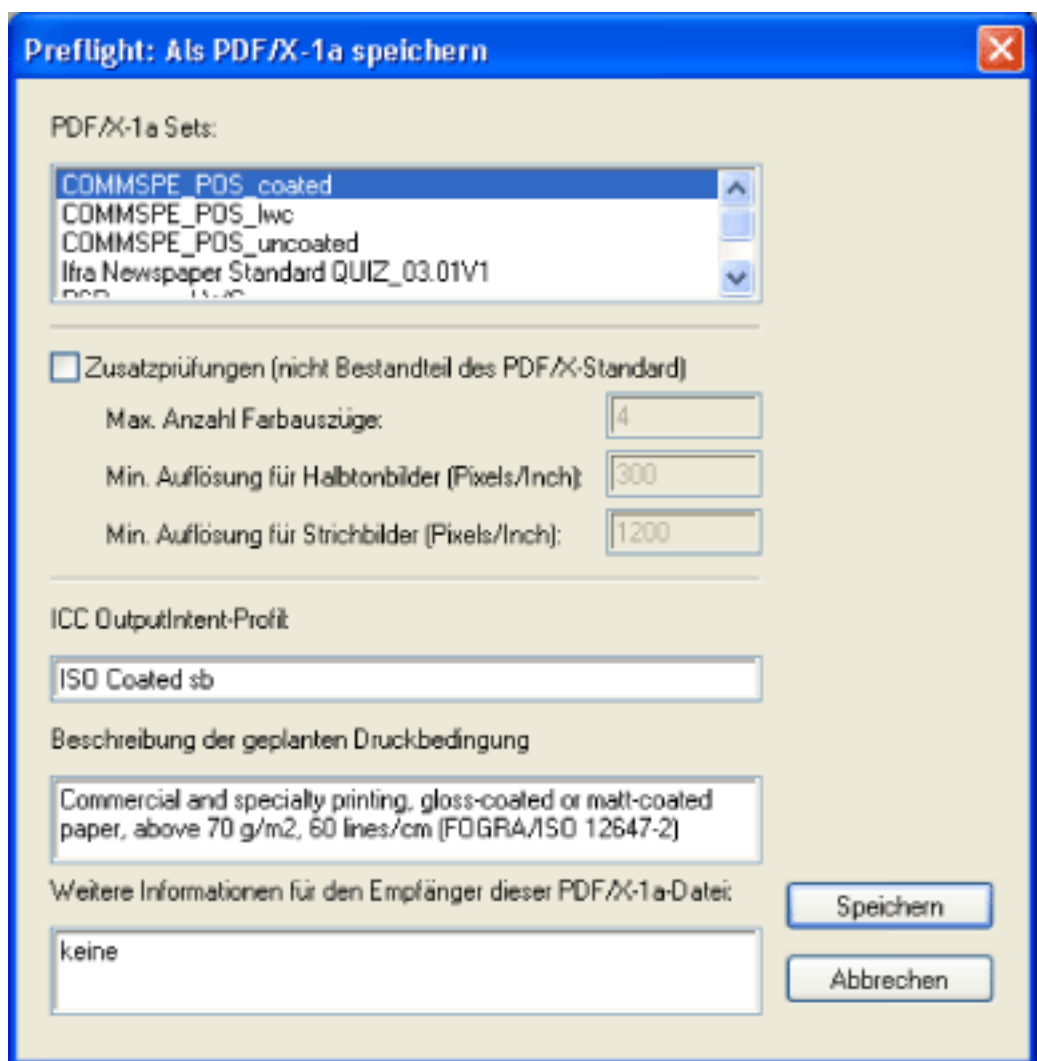 Preflight: Als PDF/X-1a speichern
PDF/X-1a Sets:
COMMSPE_POS_coated
COMMSPE_POS_lwc
COMMSPE_POS_uncoated
Ifra Newspaper Standard QUIZ_03.01V1
Zusatzprüfungen (nicht Bestandteil des PDF/X-Standard)
Max. Anzahl Farbauszüge:
4
Min. Auflösung für Halbtonbilder (Pixels/Inch):
300
Min. Auflösung für Strichbilder (Pixels/Inch):
1200
ICC OutputIntent-Profil:
ISO Coated sb
Beschreibung der geplanten Druckbedingung
Commercial and specialty printing, gloss-coated or matt-coated
paper, above 70 g/m2, 60 lines/cm (FOGRA/ISO 12647-2)
Weitere Informationen für den Empfänger dieser PDF/X-1a-Datei:
keine
Speichern
Abbrechen